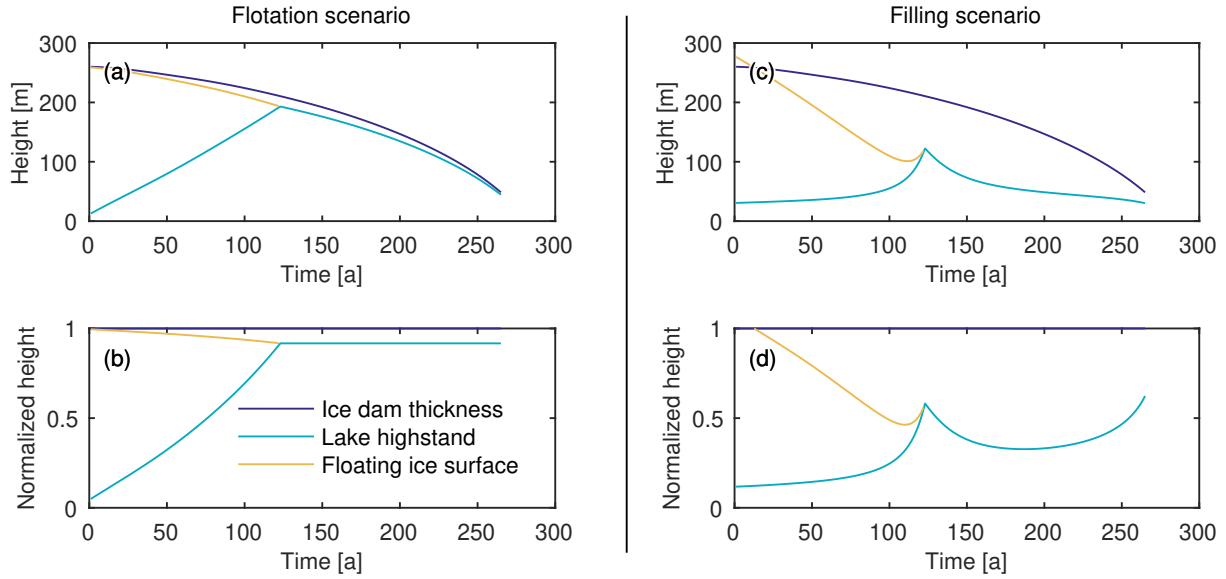 Flotation scenario
Filling scenario
300
200
100
0
Height [m]
(a)
0 50 100 150 200 250 300
Time [a]
300
200
100
0
Height [m]
(c)
0 50 100 150 200 250 300
Time [a]
1
0.5
0
Normalized height
(b)
Ice dam thickness
Lake highstand
Floating ice surface
0 50 100 150 200 250 300
Time [a]
1
0.5
0
Normalized height
(d)
0 50 100 150 200 250 300
Time [a]